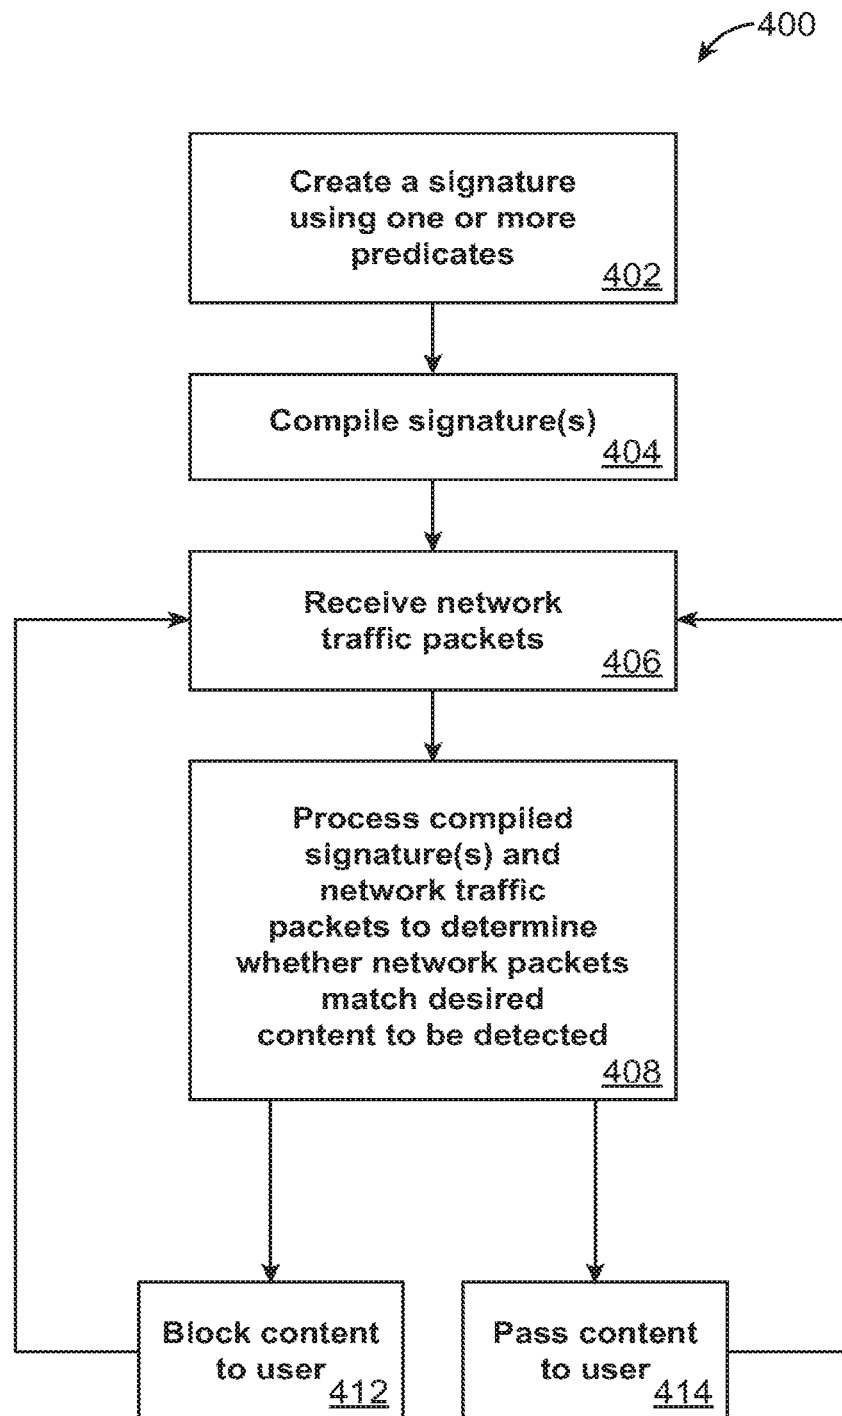 400
Create a signature
using one or more
predicates
402
Compile signature(s)
404
Receive network
traffic packets
406
Process compiled
signature(s) and
network traffic
packets to determine
whether network packets
match desired
content to be detected
408
Block content
to user
412
Pass content
to user
414